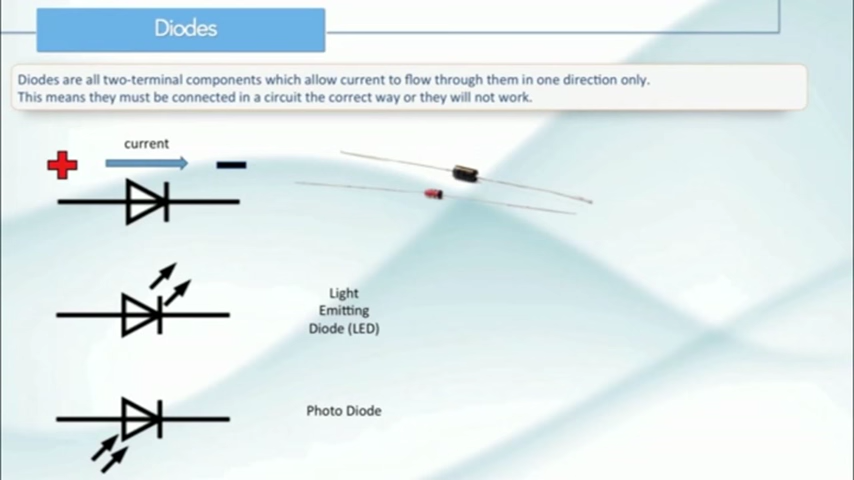 Diodes
Diodes are all two-terminal components which allow current to flow through them in one direction only.
This means they must be connected in a circuit the correct way or they will not work.
current
Light
Emitting
Diode (LED)
Photo Diode